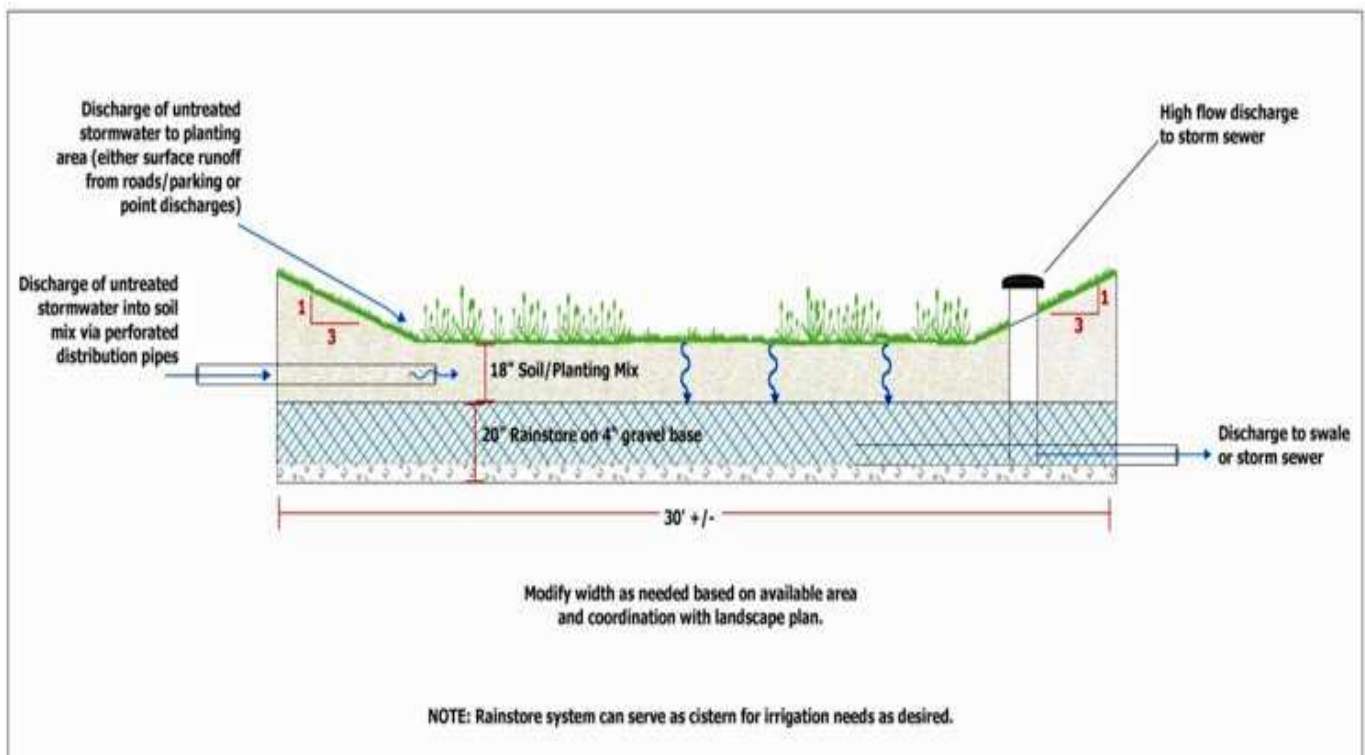 Discharge of untreated
stormwater to planting
area (either surface runoff
from roads/parking or
point discharges)
High flow discharge
to storm sewer
Discharge of untreated
stormwater into soil
mix via perforated
distribution pipes
1
3
1
3
18" Soil/Planting Mix
20" Rainstore on 4" gravel base
Discharge to swale
or storm sewer
30' +/-
Modify width as needed based on available area
and coordination with landscape plan.
NOTE: Rainstore system can serve as cistern for irrigation needs as desired.